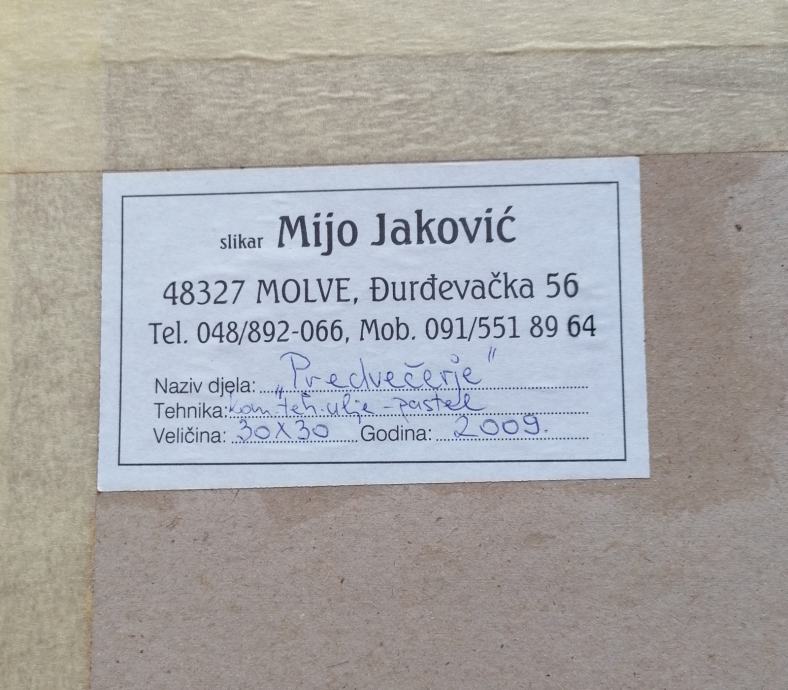 slikar Mijo Jaković
48327 MOLVE, Đurđevačka 56
Tel. 048/892-066, Mob. 091/551 89 64
Naziv djela: „Predvečerje"
Tehnika: kom. teh. ulje-pastel
Veličina: 30X30 Godina: 2009.